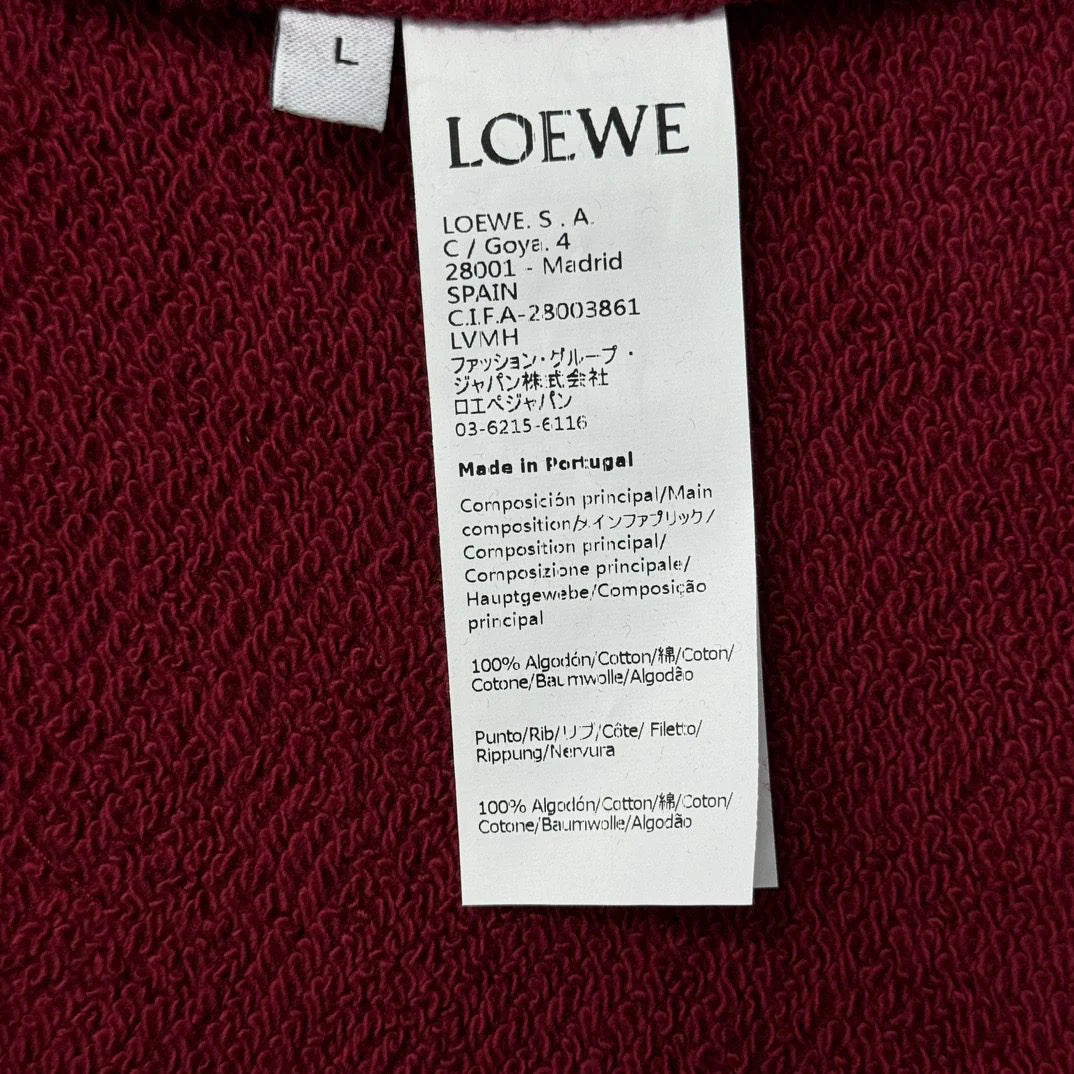 L
LOEWE
LOEWE. S . A.
C / Goya. 4
28001 - Madrid
SPAIN
C.I.F.A-28003861
LVMH
ファッション・グループ・
ジャパン株式会社
ロエベジャパン
03-6215-6116
Made in Portugal
Composición principal/Main
composition/メインファブリック/
Composition principal/
Composizione principale/
Hauptgewebe/Composição
principal
100% Algodón/Cotton/綿/Coton/
Cotone/Baumwolle/Algodão
Punto/Rib/リブ/Côte/ Filetto/
Rippung/Nervura
100% Algodón/Cotton/綿/Coton/
Cotone/Baumwolle/Algodão